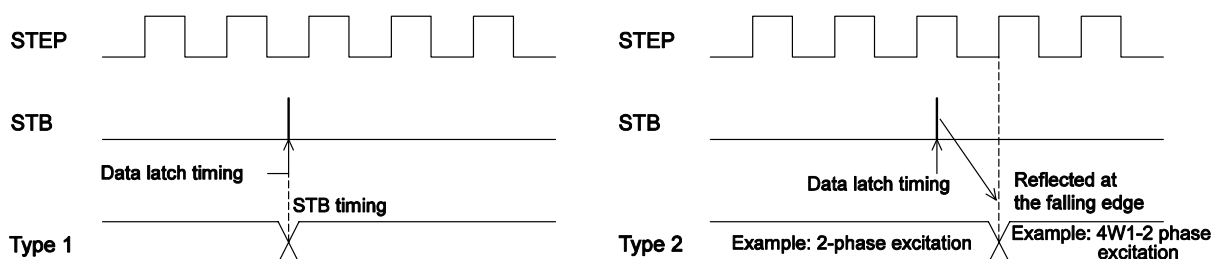 STEP
STB
Data latch timing
STB timing
Type 1
STEP
STB
Data latch timing
Reflected at
the falling edge
Type 2
Example: 2-phase excitation
Example: 4W1-2 phase
excitation